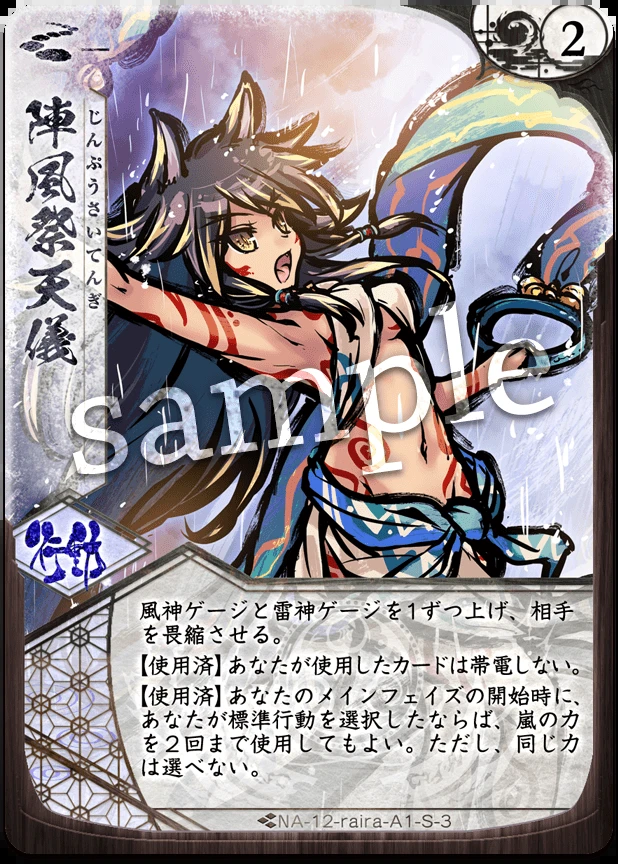 2
陣風祭天儀
じんぷうさいてんぎ
sample
行動
風神ゲージと雷神ゲージを1ずつ上げ、相手
を畏縮させる。
【使用済】あなたが使用したカードは帯電しない。
【使用済】あなたのメインフェイズの開始時に、
あなたが標準行動を選択したならば、嵐の力
を２回まで使用してもよい。ただし、同じ力
は選べない。
NA-12-raira-A1-S-3